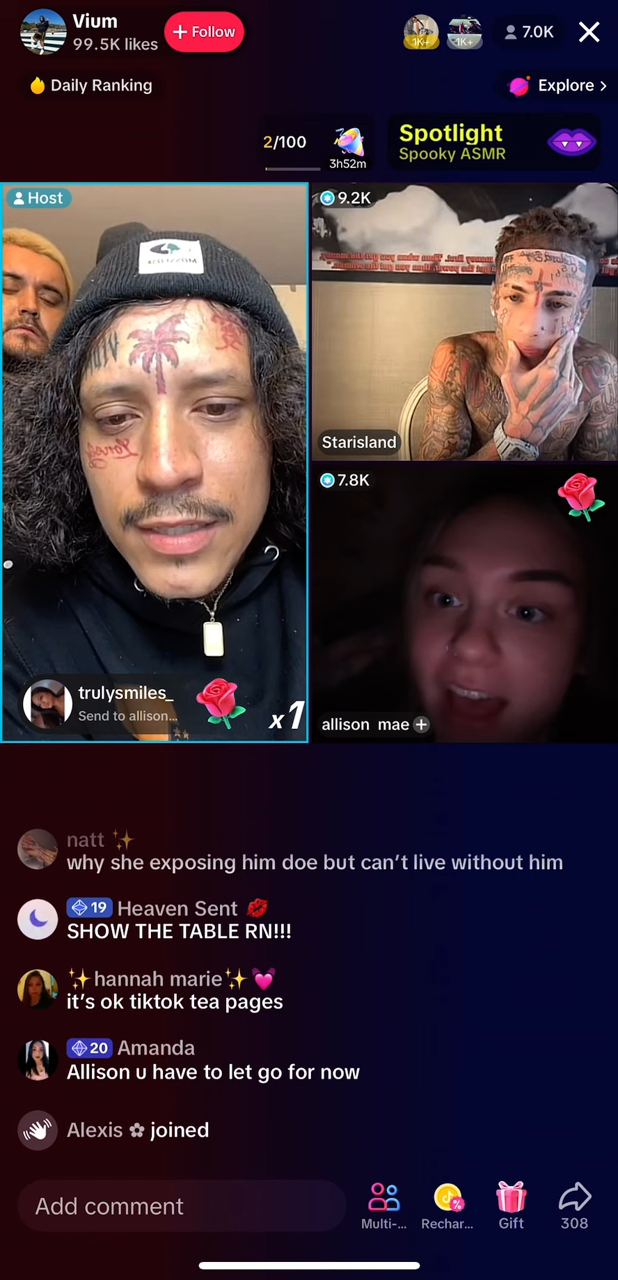 Vium
99.5K likes
+ Follow
1K+
1K+
7.0K
Daily Ranking
Explore >
2/100
3h52m
Spotlight
Spooky ASMR
Host
9.2K
Starisland
7.8K
trulysmiles_
Send to allison...
x1
allison mae
natt ✨
why she exposing him doe but can't live without him
19 Heaven Sent 💋
SHOW THE TABLE RN!!!
✨hannah marie✨ 💓
it's ok tiktok tea pages
20 Amanda
Allison u have to let go for now
Alexis ✿ joined
Add comment
Multi-...
Rechar...
Gift
308